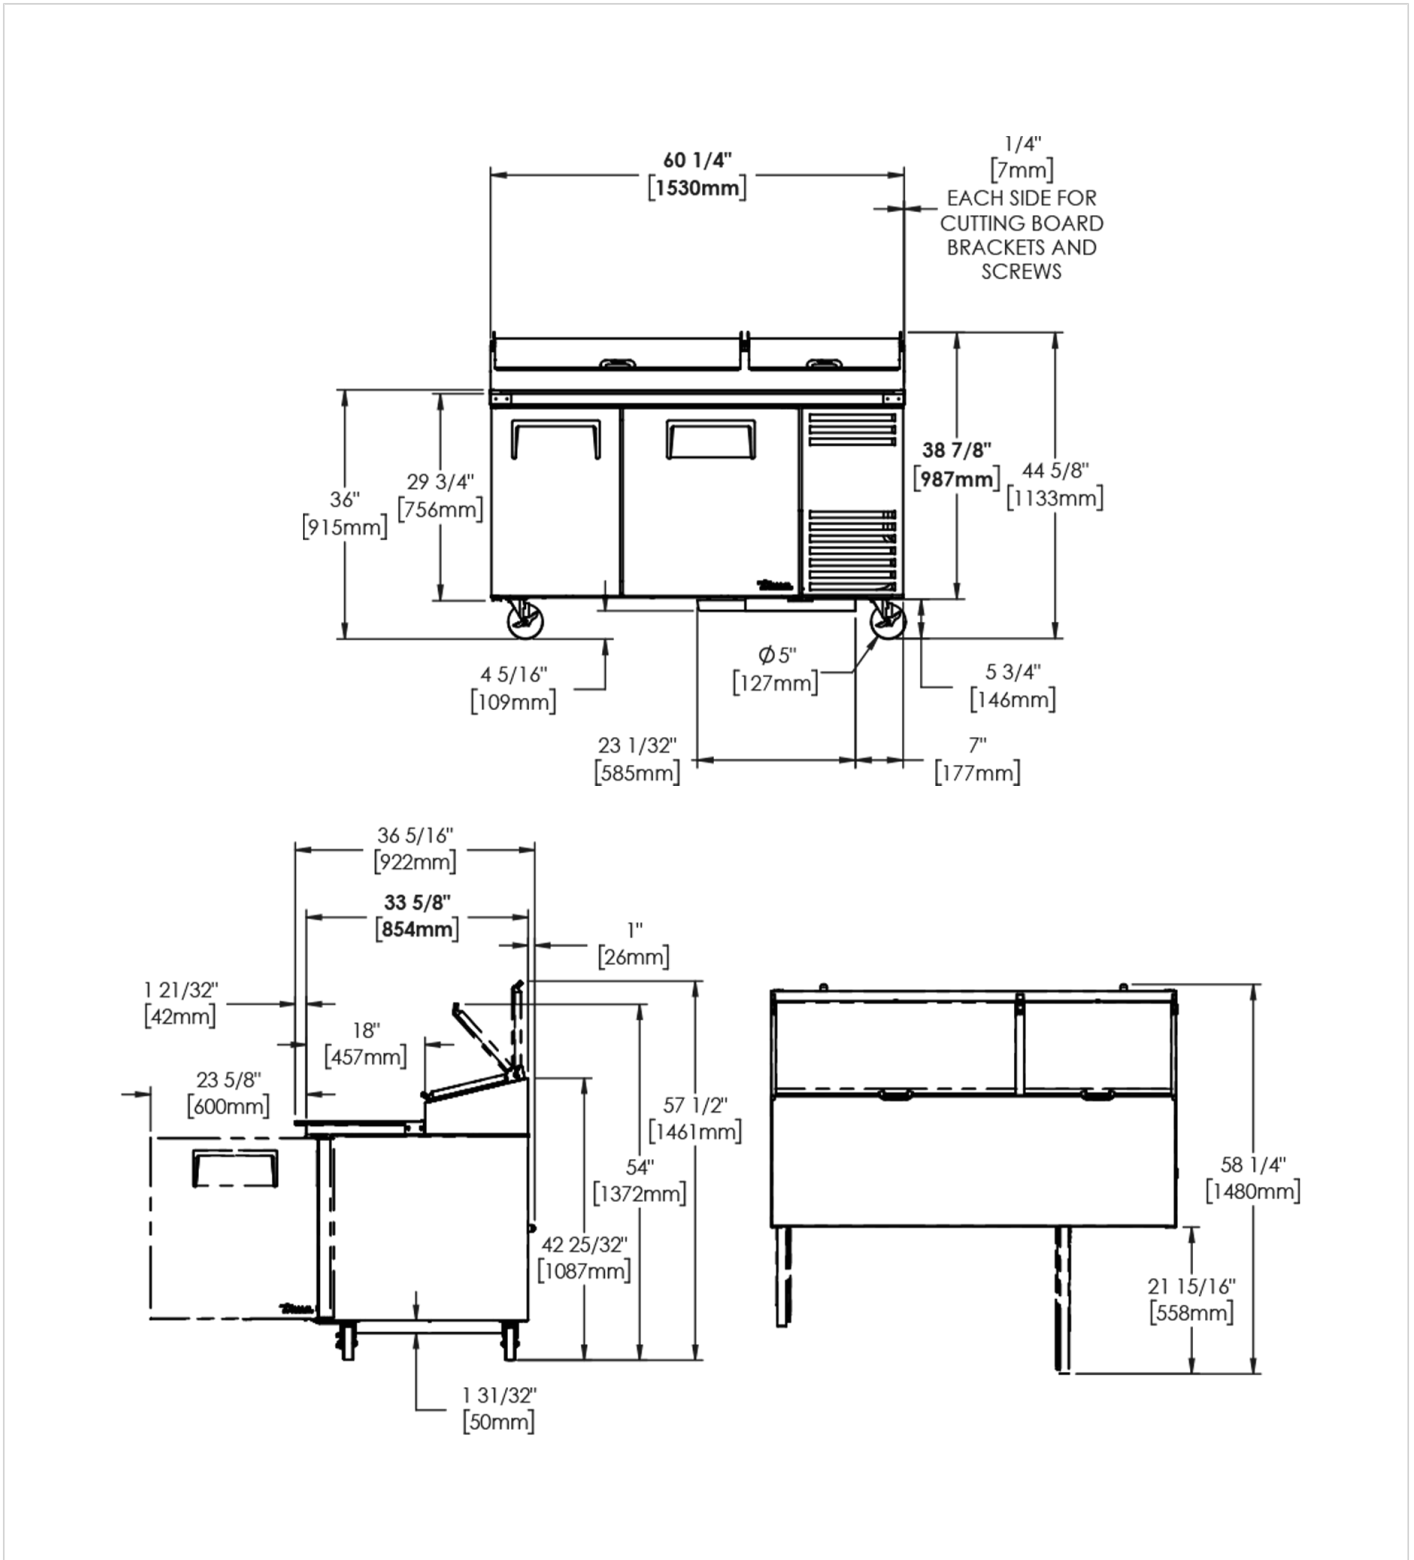 60 1/4"
[1530mm]
1/4"
[7mm]
EACH SIDE FOR
CUTTING BOARD
BRACKETS AND
SCREWS
36"
[915mm]
29 3/4"
[756mm]
38 7/8"
[987mm]
44 5/8"
[1133mm]
True
4 5/16"
[109mm]
Ø 5"
[127mm]
5 3/4"
[146mm]
23 1/32"
[585mm]
7"
[177mm]
36 5/16"
[922mm]
33 5/8"
[854mm]
1"
[26mm]
1 21/32"
[42mm]
18"
[457mm]
23 5/8"
[600mm]
57 1/2"
[1461mm]
54"
[1372mm]
42 25/32"
[1087mm]
True
1 31/32"
[50mm]
58 1/4"
[1480mm]
21 15/16"
[558mm]